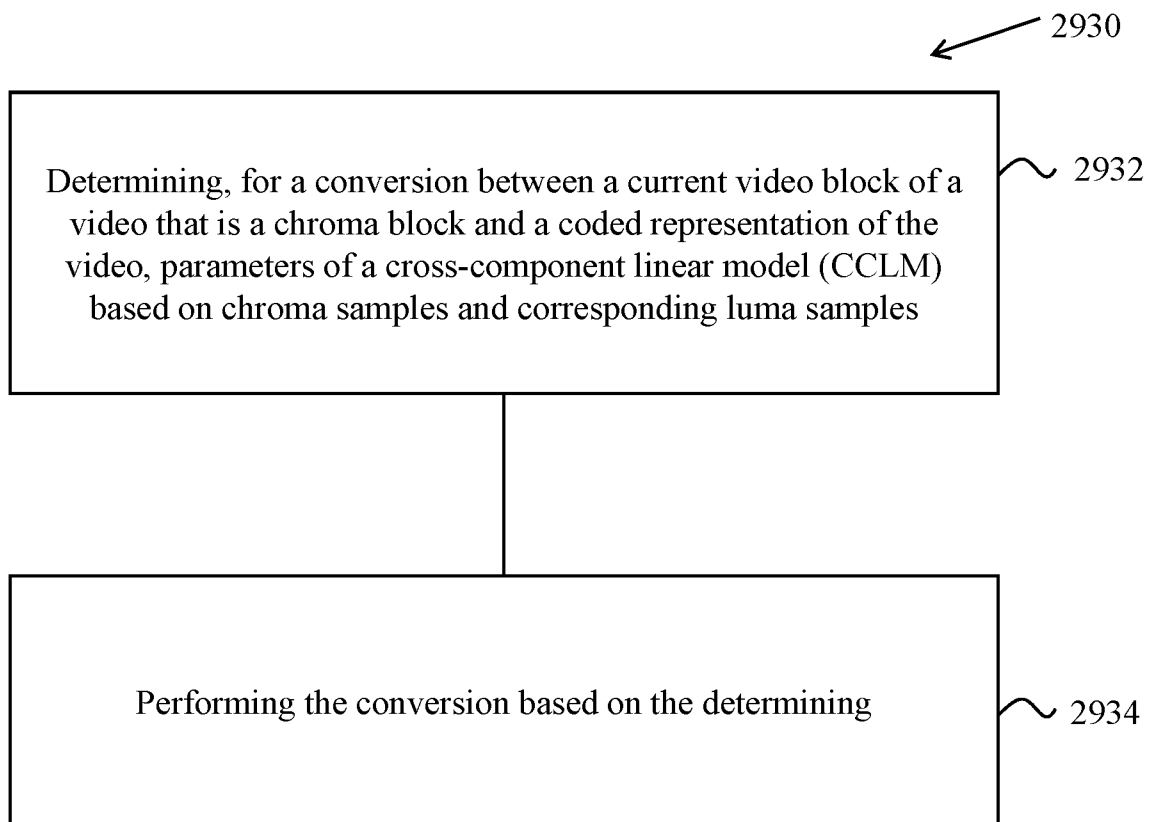 2930
Determining, for a conversion between a current video block of a
video that is a chroma block and a coded representation of the
video, parameters of a cross-component linear model (CCLM)
based on chroma samples and corresponding luma samples
2932
Performing the conversion based on the determining
2934